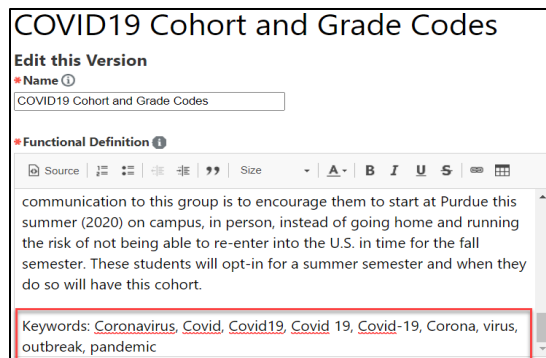 COVID19 Cohort and Grade Codes
Edit this Version
*Name
COVID19 Cohort and Grade Codes
*Functional Definition
Source Size A B I U S
communication to this group is to encourage them to start at Purdue this
summer (2020) on campus, in person, instead of going home and running
the risk of not being able to re-enter into the U.S. in time for the fall
semester. These students will opt-in for a summer semester and when they
do so will have this cohort.
Keywords: Coronavirus, Covid, Covid19, Covid 19, Covid-19, Corona, virus,
outbreak, pandemic